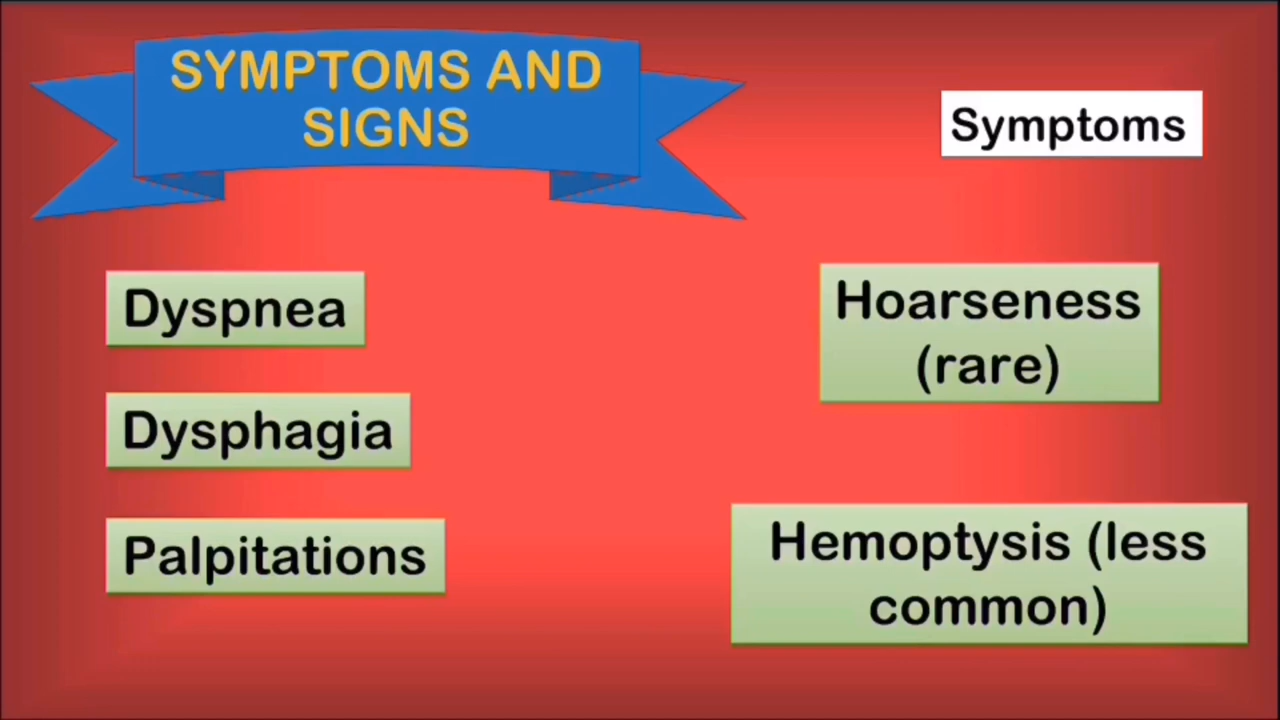 SYMPTOMS AND
SIGNS
Symptoms
Dyspnea
Dysphagia
Palpitations
Hoarseness
(rare)
Hemoptysis (less
common)